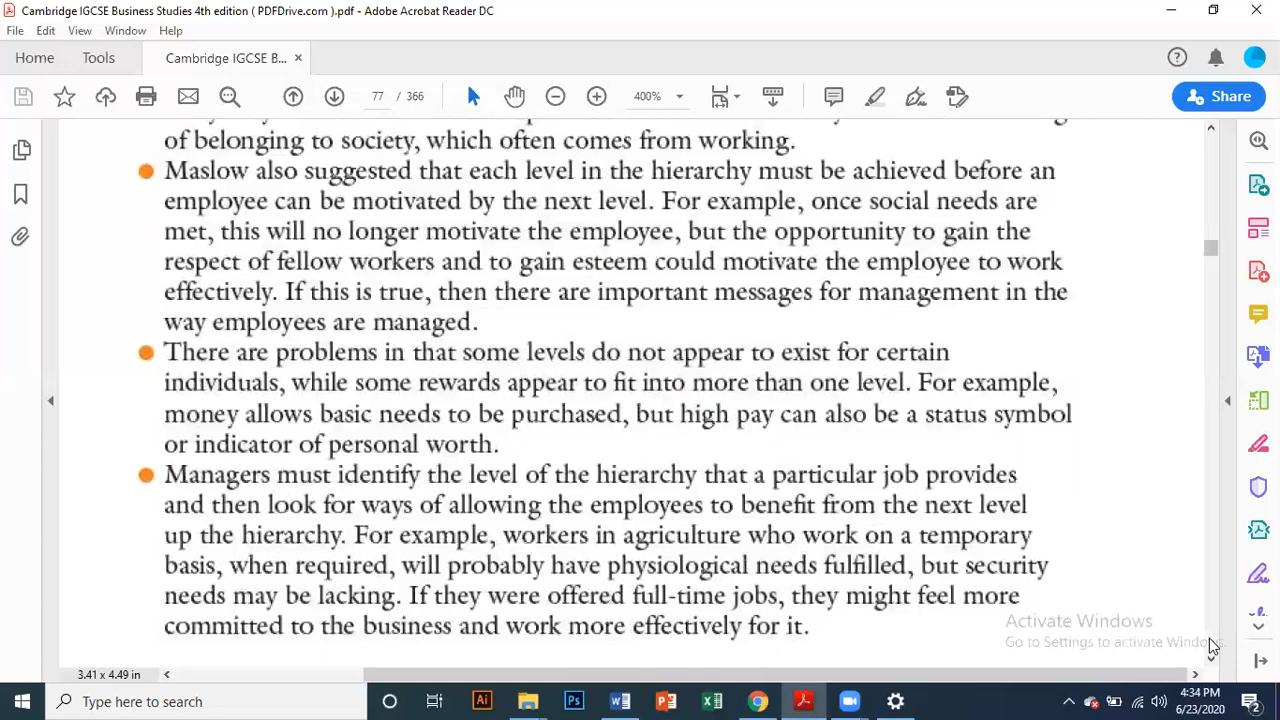 Cambridge IGCSE Business Studies 4th edition ( PDFDrive.com ).pdf - Adobe Acrobat Reader DC
File Edit View Window Help
Home Tools Cambridge IGCSE B... ×
77 / 366 400% Share
of belonging to society, which often comes from working.
Maslow also suggested that each level in the hierarchy must be achieved before an
employee can be motivated by the next level. For example, once social needs are
met, this will no longer motivate the employee, but the opportunity to gain the
respect of fellow workers and to gain esteem could motivate the employee to work
effectively. If this is true, then there are important messages for management in the
way employees are managed.
There are problems in that some levels do not appear to exist for certain
individuals, while some rewards appear to fit into more than one level. For example,
money allows basic needs to be purchased, but high pay can also be a status symbol
or indicator of personal worth.
Managers must identify the level of the hierarchy that a particular job provides
and then look for ways of allowing the employees to benefit from the next level
up the hierarchy. For example, workers in agriculture who work on a temporary
basis, when required, will probably have physiological needs fulfilled, but security
needs may be lacking. If they were offered full-time jobs, they might feel more
committed to the business and work more effectively for it.
Activate Windows
Go to Settings to activate Windows.
3.41 x 4.49 in
Type here to search
4:34 PM
6/23/2020
2